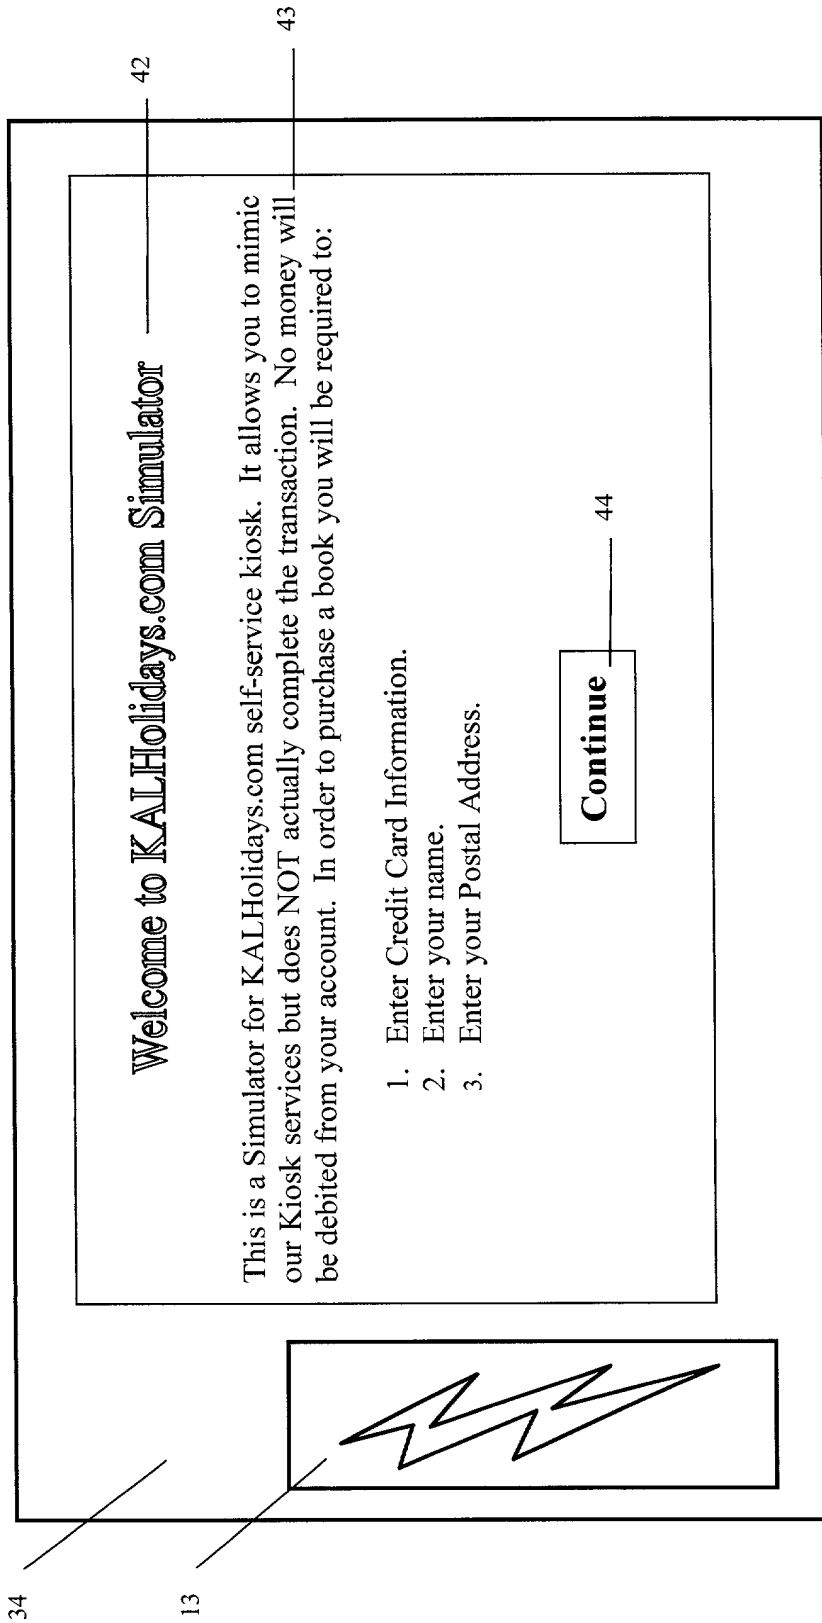 42
Welcome to KALHolidays.com Simulator
43
This is a Simulator for KALHolidays.com self-service kiosk. It allows you to mimic
our Kiosk services but does NOT actually complete the transaction. No money will
be debited from your account. In order to purchase a book you will be required to:
1. Enter Credit Card Information.
2. Enter your name.
3. Enter your Postal Address.
Continue
44
34
13